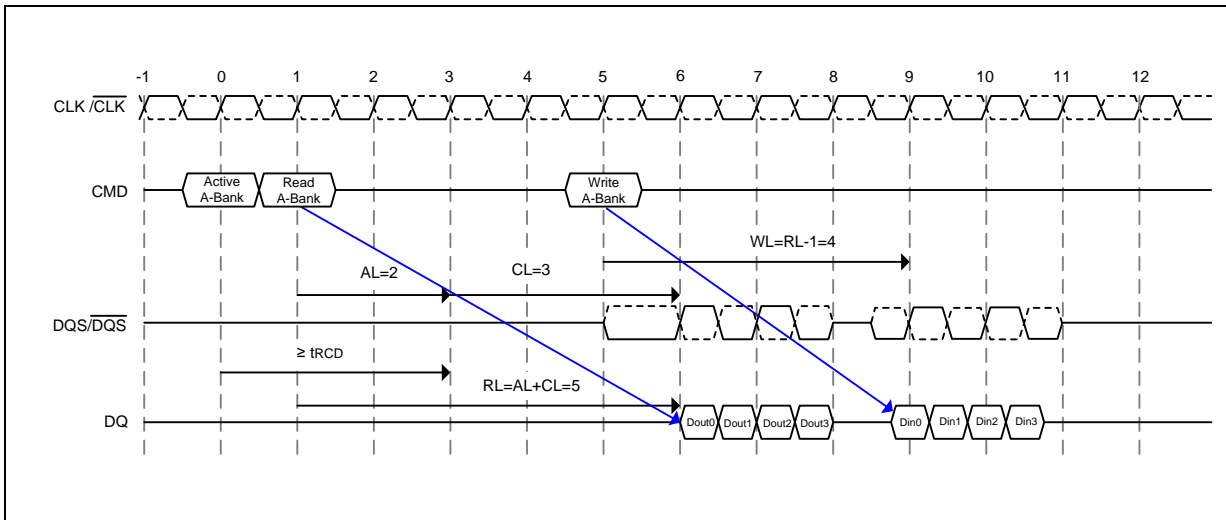 -1 0 1 2 3 4 5 6 7 8 9 10 11 12
CLK /CLK
CMD
Active
A-Bank
Read
A-Bank
Write
A-Bank
WL=RL-1=4
AL=2
CL=3
DQS/DQS
≥ tRCD
RL=AL+CL=5
DQ
Dout0 Dout1 Dout2 Dout3
Din0 Din1 Din2 Din3